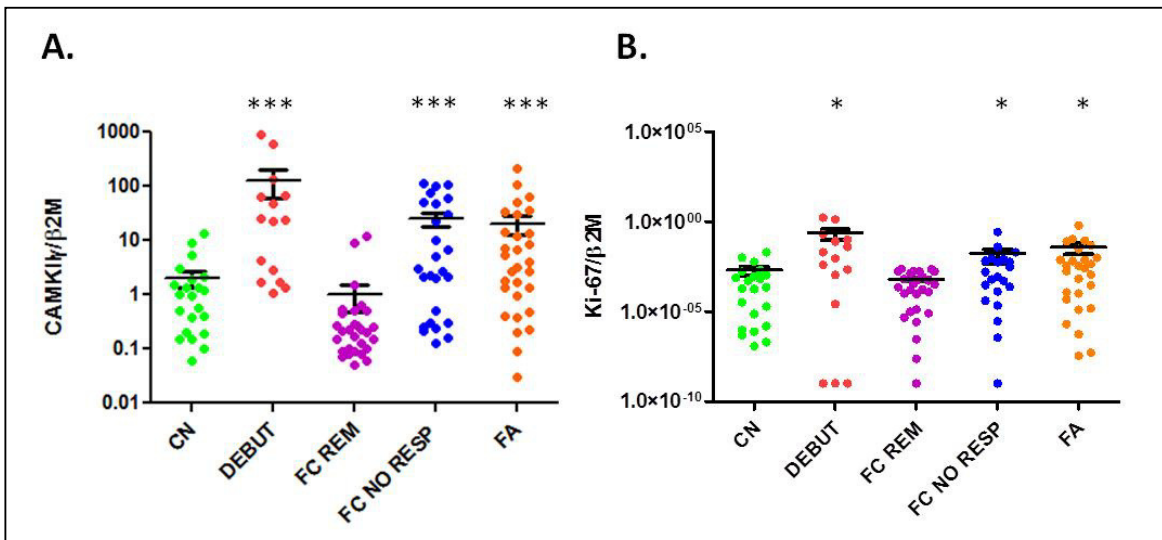 A.
*** *** ***
CAMKIIγ/β2M
1000
100
10
1
0.1
0.01
CN
DEBUT
FC REM
FC NO RESP
FA
B.
* * *
Ki-67/β2M
1.0×10⁰⁵
1.0×10⁰⁰
1.0×10⁻⁰⁵
1.0×10⁻¹⁰
CN
DEBUT
FC REM
FC NO RESP
FA